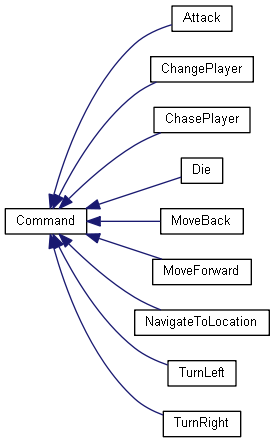 Attack
ChangePlayer
ChasePlayer
Die
Command
MoveBack
MoveForward
NavigateToLocation
TurnLeft
TurnRight